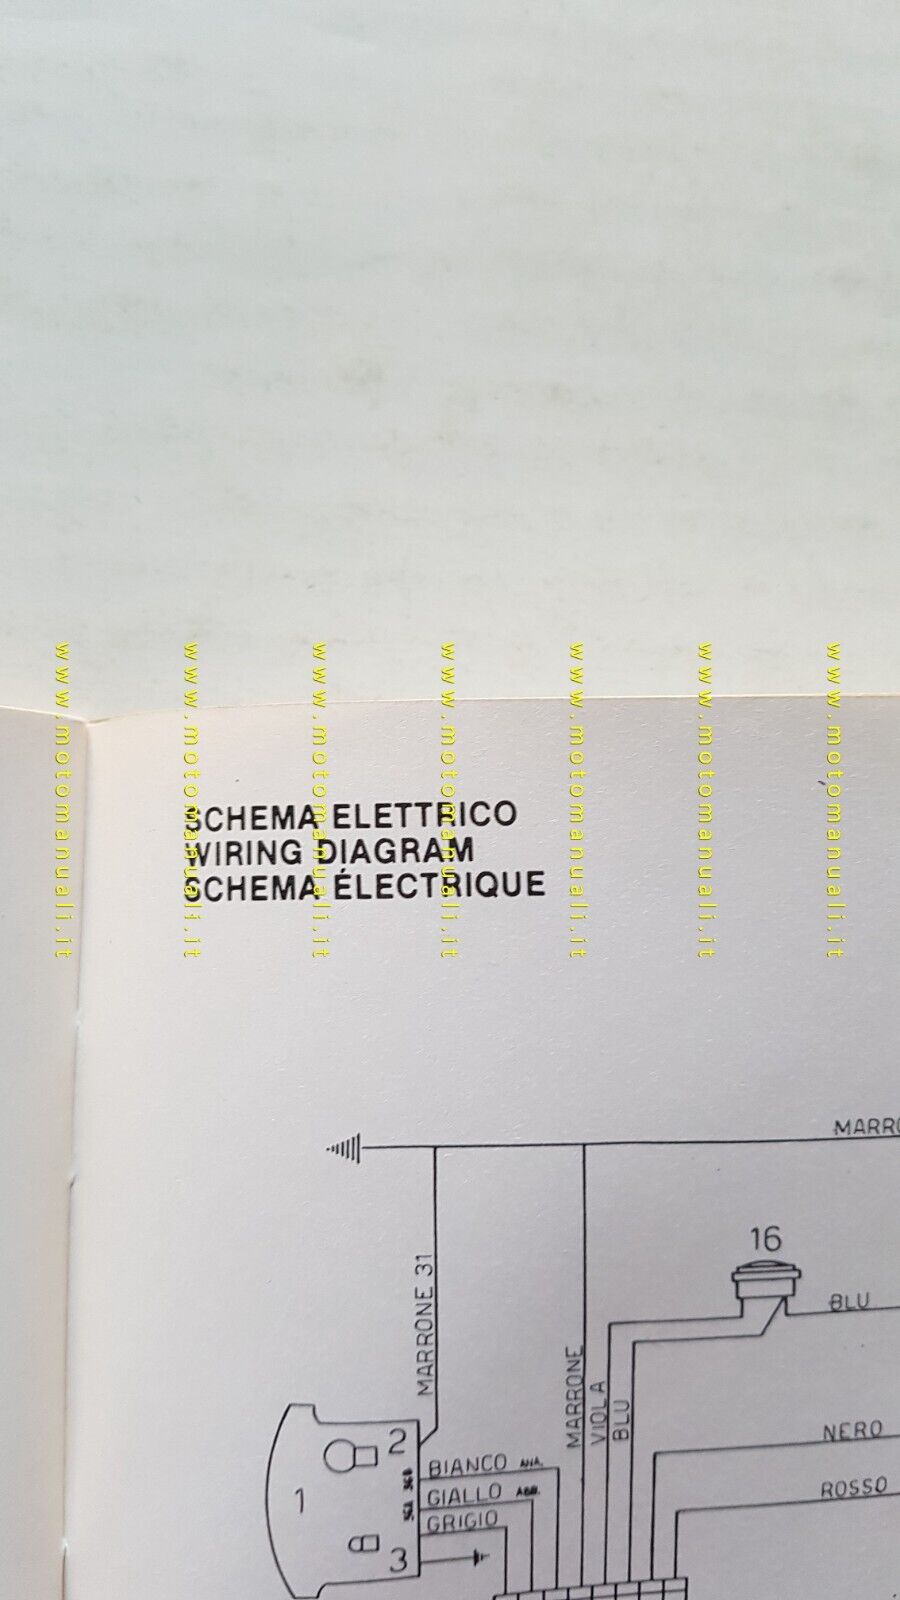 www.motomanuali.it
www.motomanuali.it
www.motomanuali.it
www.motomanuali.it
www.motomanuali.it
www.motomanuali.it
www.motomanuali.it
SCHEMA ELETTRICO
WIRING DIAGRAM
SCHEMA ÉLECTRIQUE
MARRO
16
BLU
MARRONE 31
MARRONE
VIOLA
BLU
NERO
ROSSO
1
2
BIANCO ANA.
GIALLO ABB.
GRIGIO
3